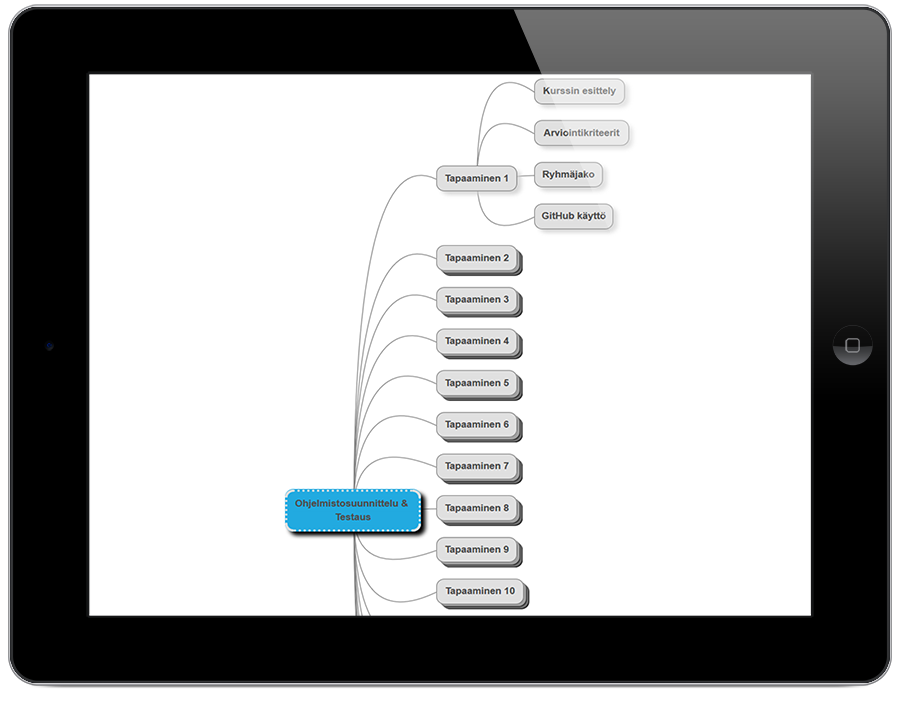 Kurssin esittely
Arviointikriteerit
Tapaaminen 1
Ryhmäjako
GitHub käyttö
Tapaaminen 2
Tapaaminen 3
Tapaaminen 4
Tapaaminen 5
Tapaaminen 6
Tapaaminen 7
Ohjelmistosuunnittelu &
Testaus
Tapaaminen 8
Tapaaminen 9
Tapaaminen 10